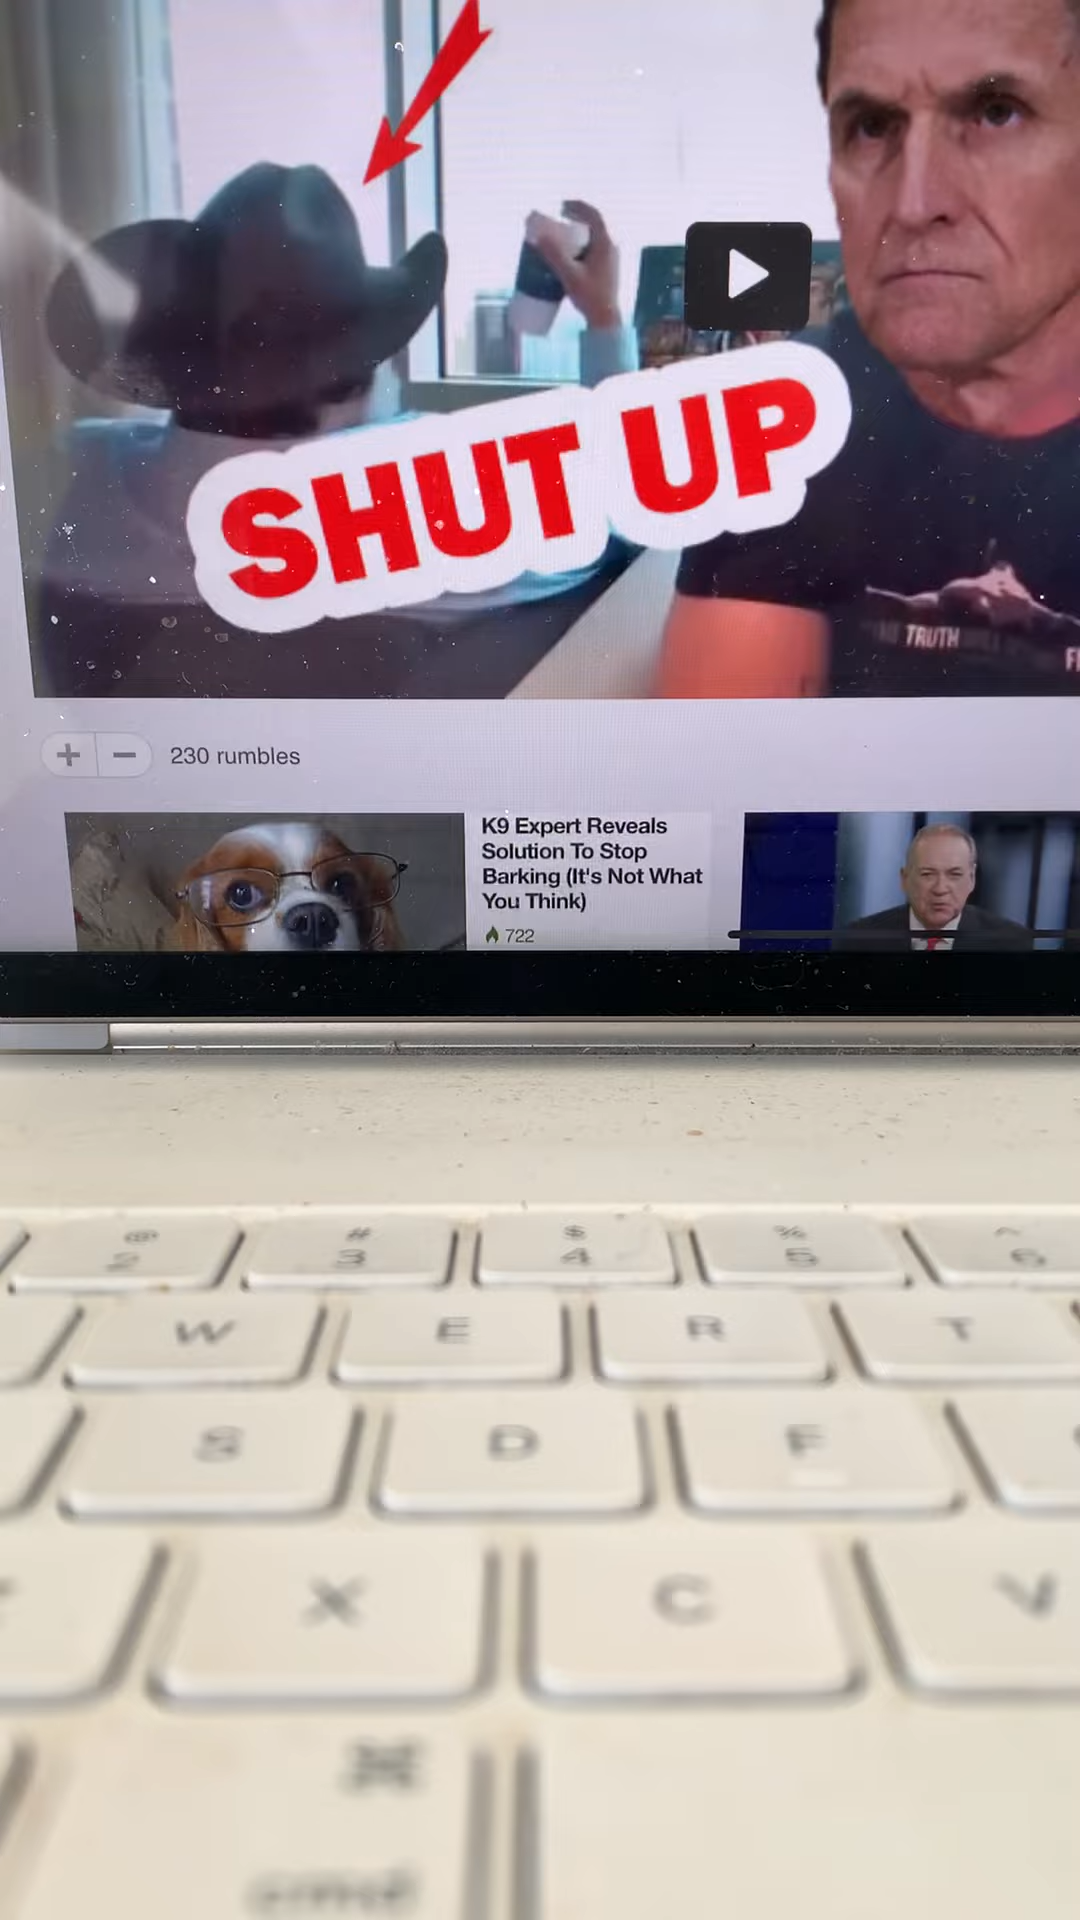 SHUT UP
TRUTH
230 rumbles
K9 Expert Reveals
Solution To Stop
Barking (It's Not What
You Think)
722
@ # $ % ^
2 3 4 5 6
W E R T
S D F
X C V
⌘
cmd